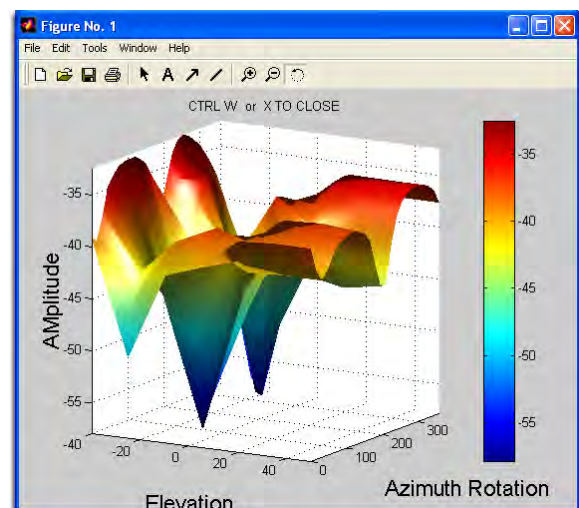 Figure No. 1
File Edit Tools Window Help
A
CTRL W or X TO CLOSE
-35
-40
-45
-50
-55
-40
AMplitude
-20
0
20
40
Elevation
0
100
200
300
Azimuth Rotation
-35
-40
-45
-50
-55